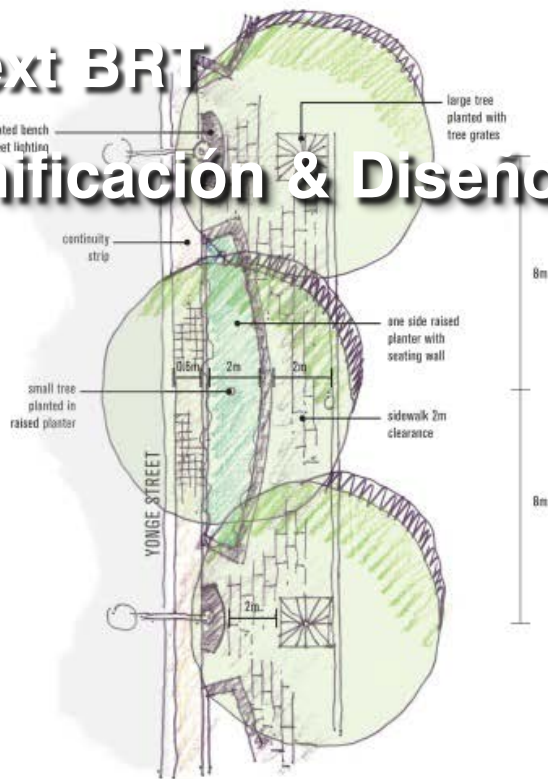 ext BRT
large tree
planted with
tree grates
ated bench
eet lighting
nificación & Diseño
continuity
strip
8m
one side raised
planter with
seating wall
0.6m
2m
2m
small tree
planted in
raised planter
sidewalk 2m
clearance
YONGE STREET
8m
2m